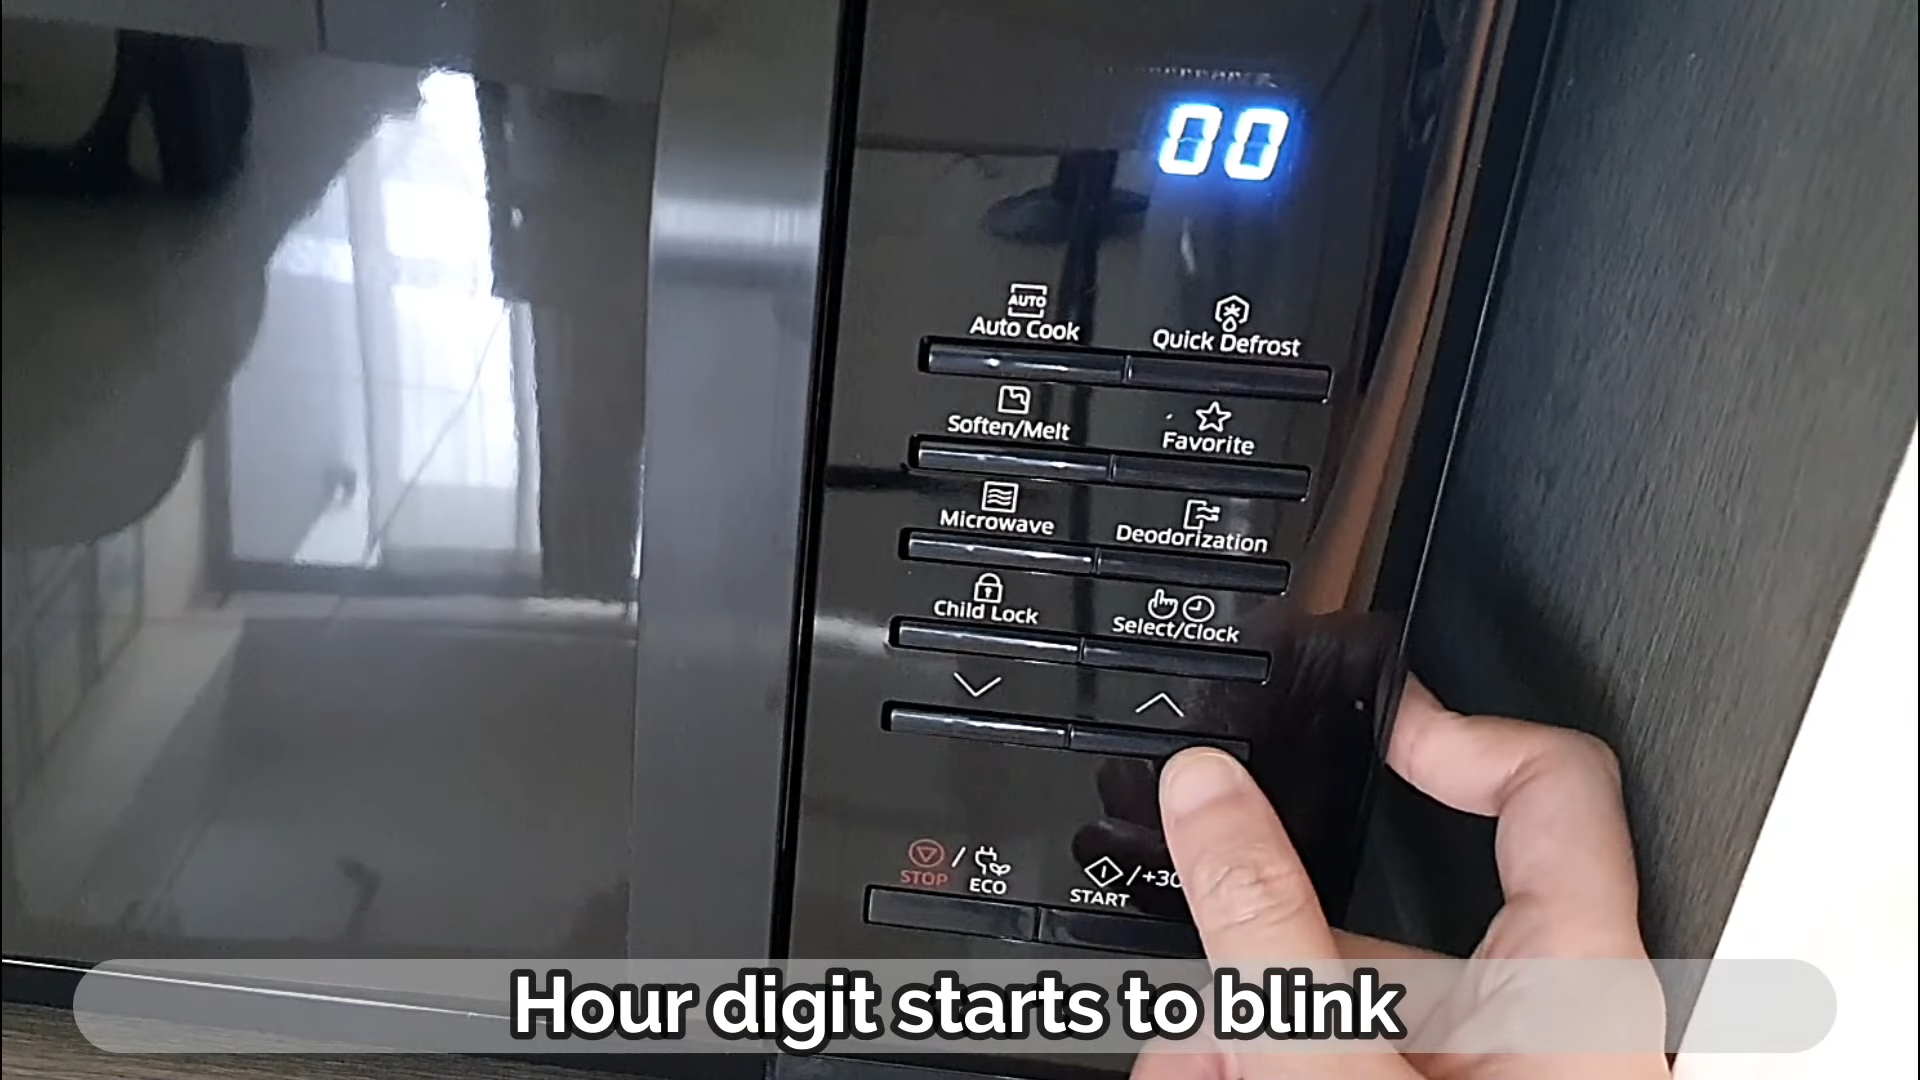 00
AUTO
Auto Cook
Quick Defrost
Soften/Melt
Favorite
Microwave
Deodorization
Child Lock
Select/Clock
STOP / ECO
START /+30
Hour digit starts to blink